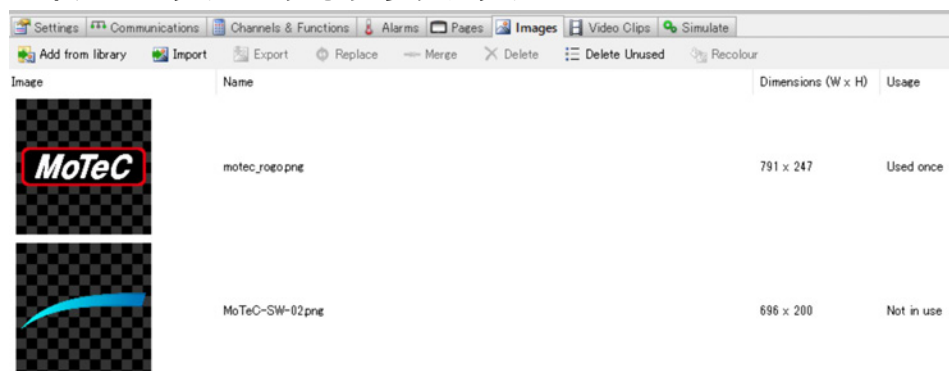 Settings Communications Channels & Functions Alarms Pages Images Video Clips Simulate
Add from library Import Export Replace Merge Delete Delete Unused Recolour
Image Name Dimensions (W x H) Usage
MoTeC
motec_rogo.png 791 x 247 Used once
MoTeC-SW-02.png 696 x 200 Not in use